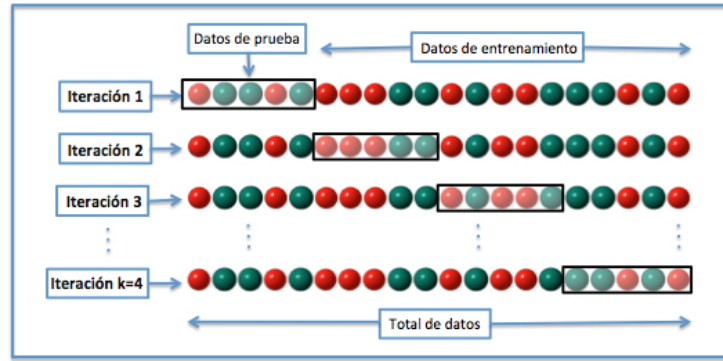 Datos de prueba
Datos de entrenamiento
Iteración 1
Iteración 2
Iteración 3
Iteración k=4
Total de datos